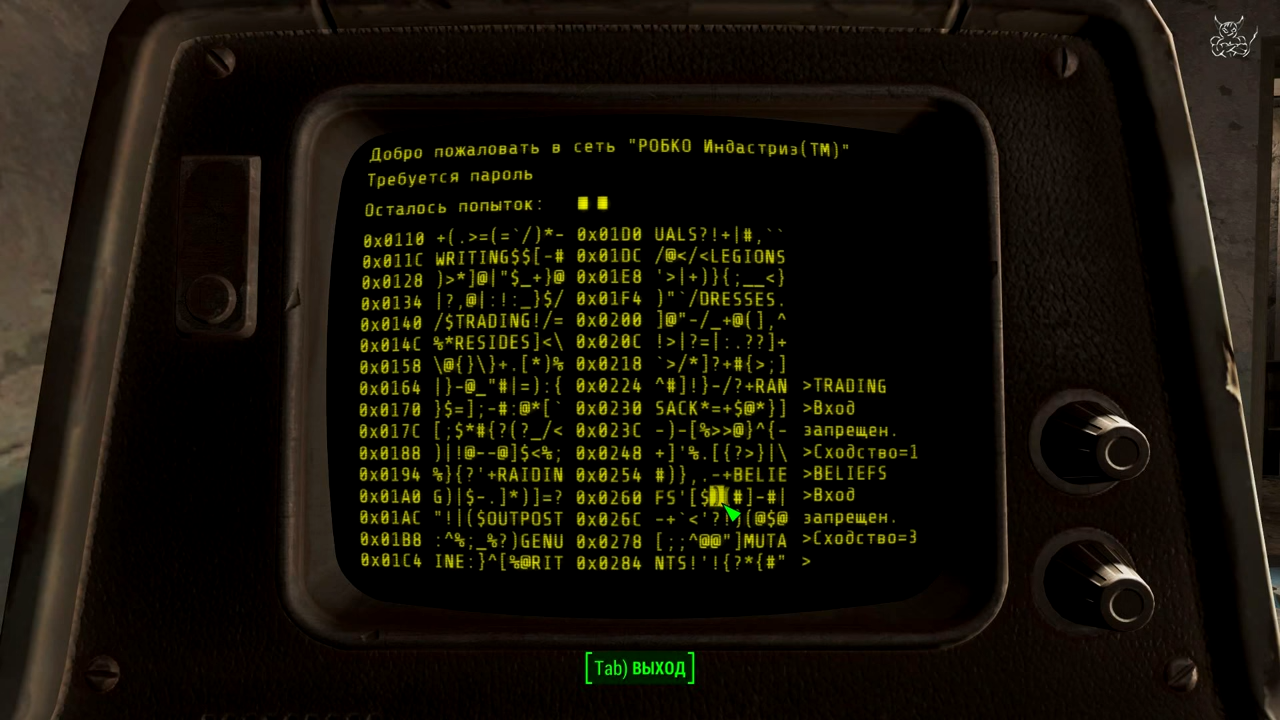 Добро пожаловать в сеть "РОБКО Индастриз(ТМ)"
Требуется пароль
Осталось попыток:
0x0110 +(.>=(=`/)*- 0x01D0 UALS?!+|#,``
0x011C WRITING$$[-# 0x01DC /@</<LEGIONS
0x0128 )>*]@|"$_+}@ 0x01E8 '>|+)}{;__<}
0x0134 |?,@|:!:_}$/ 0x01F4 )"`/DRESSES.
0x0140 /$TRADING!/= 0x0200 ]@"-/_+@(],^
0x014C %*RESIDES]<\ 0x020C !>|?=|:.??]+
0x0158 \@{}\}+.[*)% 0x0218 `>/*]?+#{>;]
0x0164 |}-@_"#|=):{ 0x0224 ^#]!}-/?+RAN >TRADING
0x0170 }$=];-#:@*[` 0x0230 SACK*=+$@*}] >Вход
0x017C [;$*#{?(?_/< 0x023C -)-[%>>@}^{- запрещен.
0x0188 )|!@--@]$<%; 0x0248 +]'%.[{?>}|\ >Сходство=1
0x0194 %}{?'+RAIDIN 0x0254 #)},.-+BELIE >BELIEFS
0x01A0 G)|$-.]*)]=? 0x0260 FS'[$)[#]-#| >Вход
0x01AC "!|($OUTPOST 0x026C -+`<'?!)(@$@ запрещен.
0x01B8 :^%;_%?)GENU 0x0278 [;;^@@"]MUTA >Сходство=3
0x01C4 INE:}^[%@RIT 0x0284 NTS!'!{?*{#" >
Tab) ВЫХОД